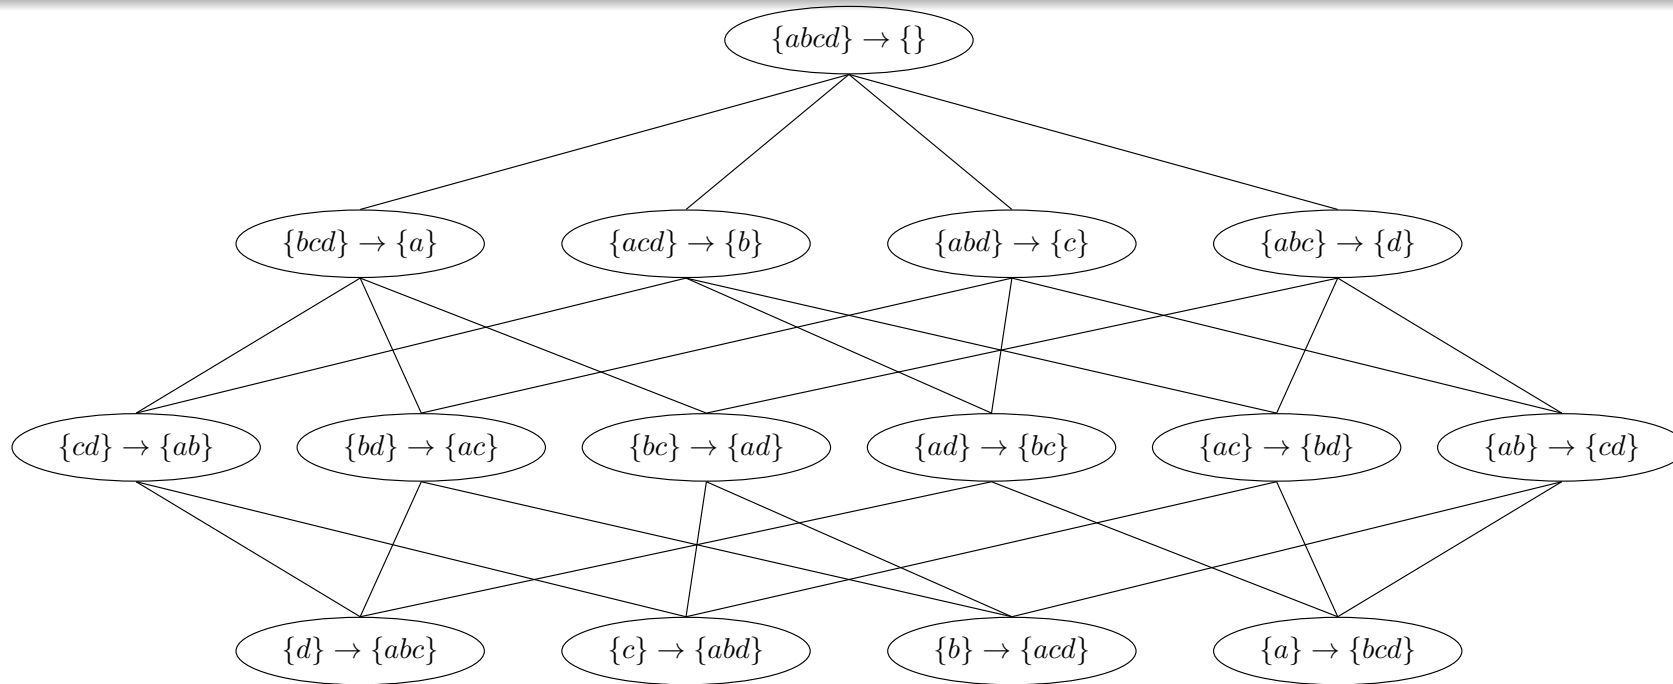 {abcd} → {}
{bcd} → {a} {acd} → {b} {abd} → {c} {abc} → {d}
{cd} → {ab} {bd} → {ac} {bc} → {ad} {ad} → {bc} {ac} → {bd} {ab} → {cd}
{d} → {abc} {c} → {abd} {b} → {acd} {a} → {bcd}